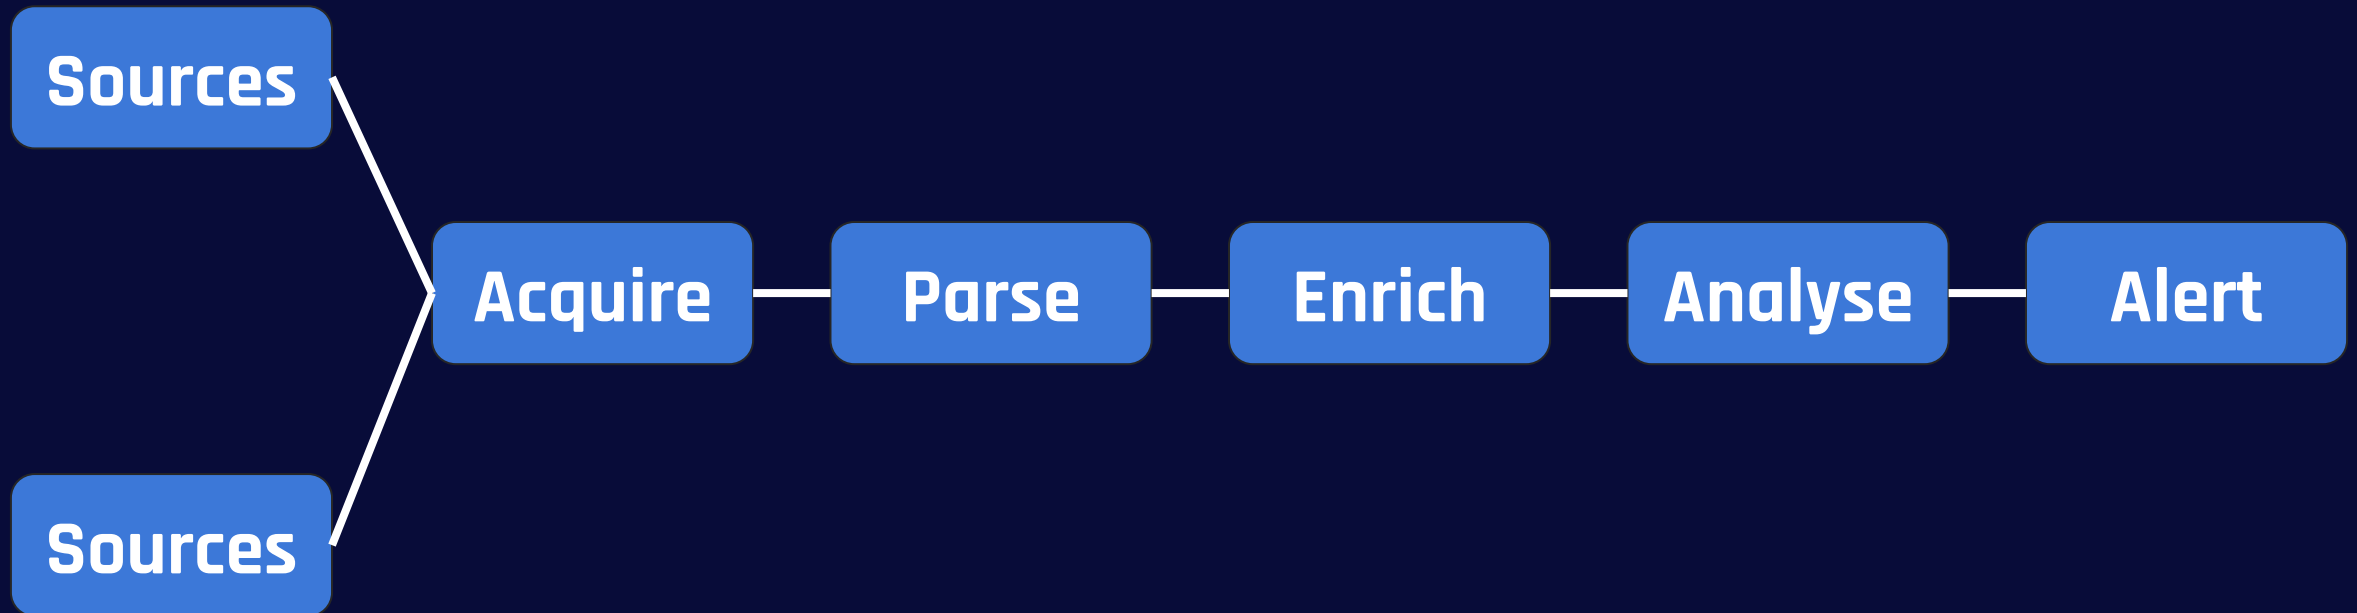 Sources
Acquire
Parse
Enrich
Analyse
Alert
Sources